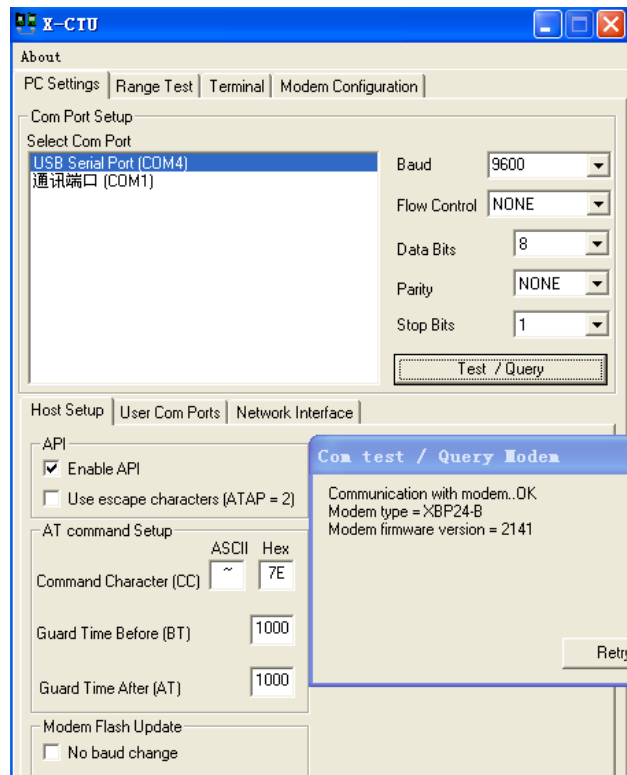 X-CTU
About
PC Settings Range Test Terminal Modem Configuration
Com Port Setup
Select Com Port
USB Serial Port (COM4)
通讯端口 (COM1)
Baud 9600
Flow Control NONE
Data Bits 8
Parity NONE
Stop Bits 1
Test / Query
Host Setup User Com Ports Network Interface
API
Enable API
Use escape characters (ATAP = 2)
AT command Setup
ASCII Hex
Command Character (CC) ~ 7E
Guard Time Before (BT) 1000
Guard Time After (AT) 1000
Modem Flash Update
No baud change
Com test / Query Modem
Communication with modem..OK
Modem type = XBP24-B
Modem firmware version = 2141
Retry